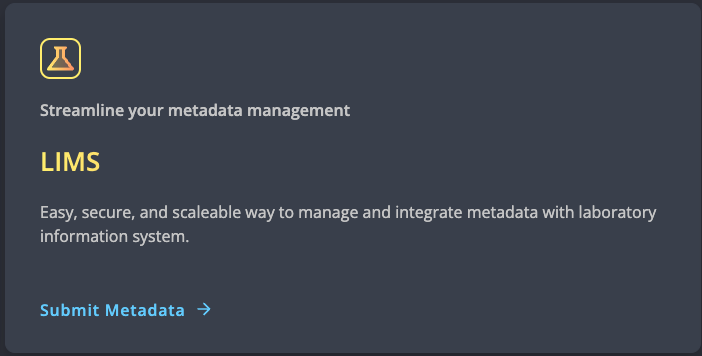 Streamline your metadata management
LIMS
Easy, secure, and scaleable way to manage and integrate metadata with laboratory
information system.
Submit Metadata →